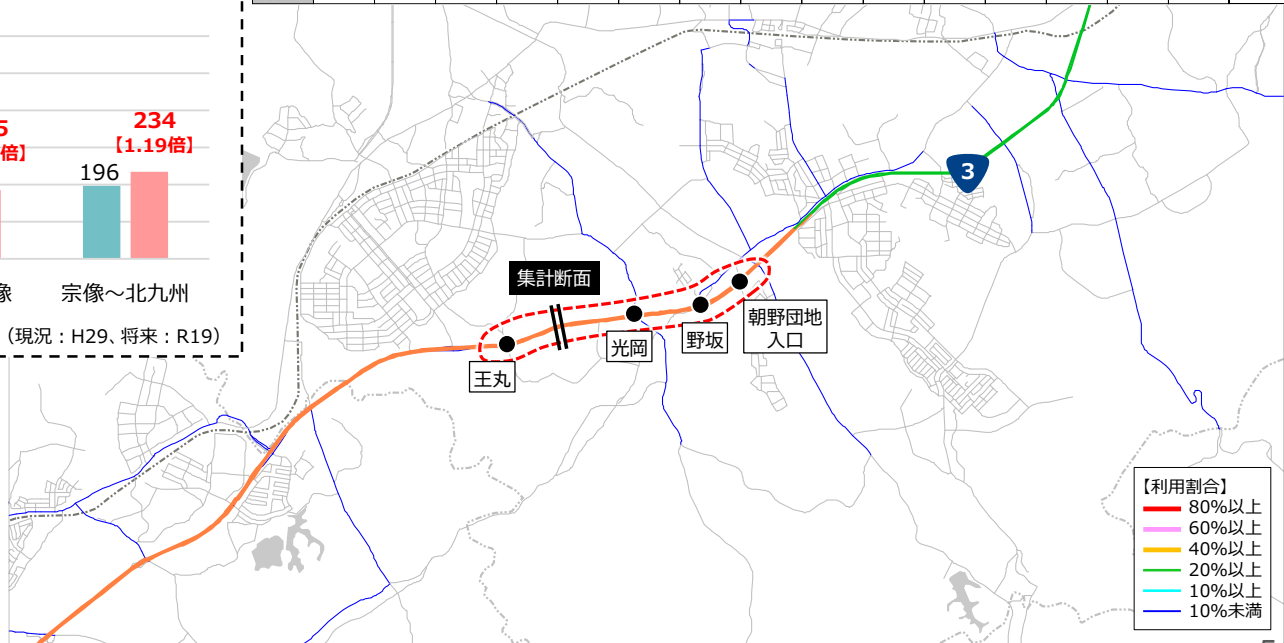 5
倍】
234
【1.19倍】
196
像
宗像～北九州
（現況：H29、将来：R19）
3
集計断面
王丸
光岡
野坂
朝野団地
入口
【利用割合】
80%以上
60%以上
40%以上
20%以上
10%以上
10%未満